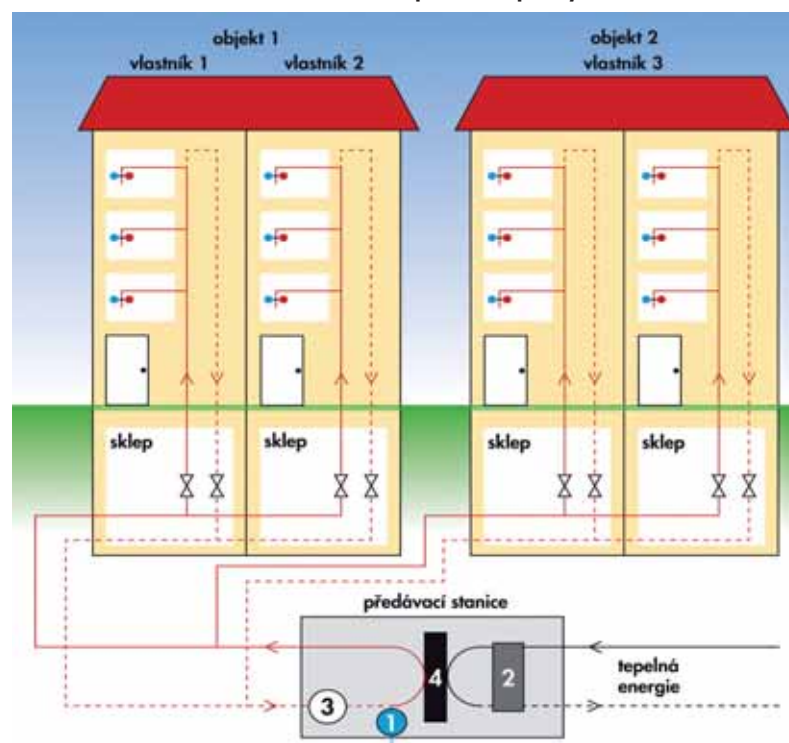 objekt 1
objekt 2
vlastník 1
vlastník 2
vlastník 3
sklep
sklep
sklep
sklep
předávací stanice
4
2
tepelná
energie
3
1